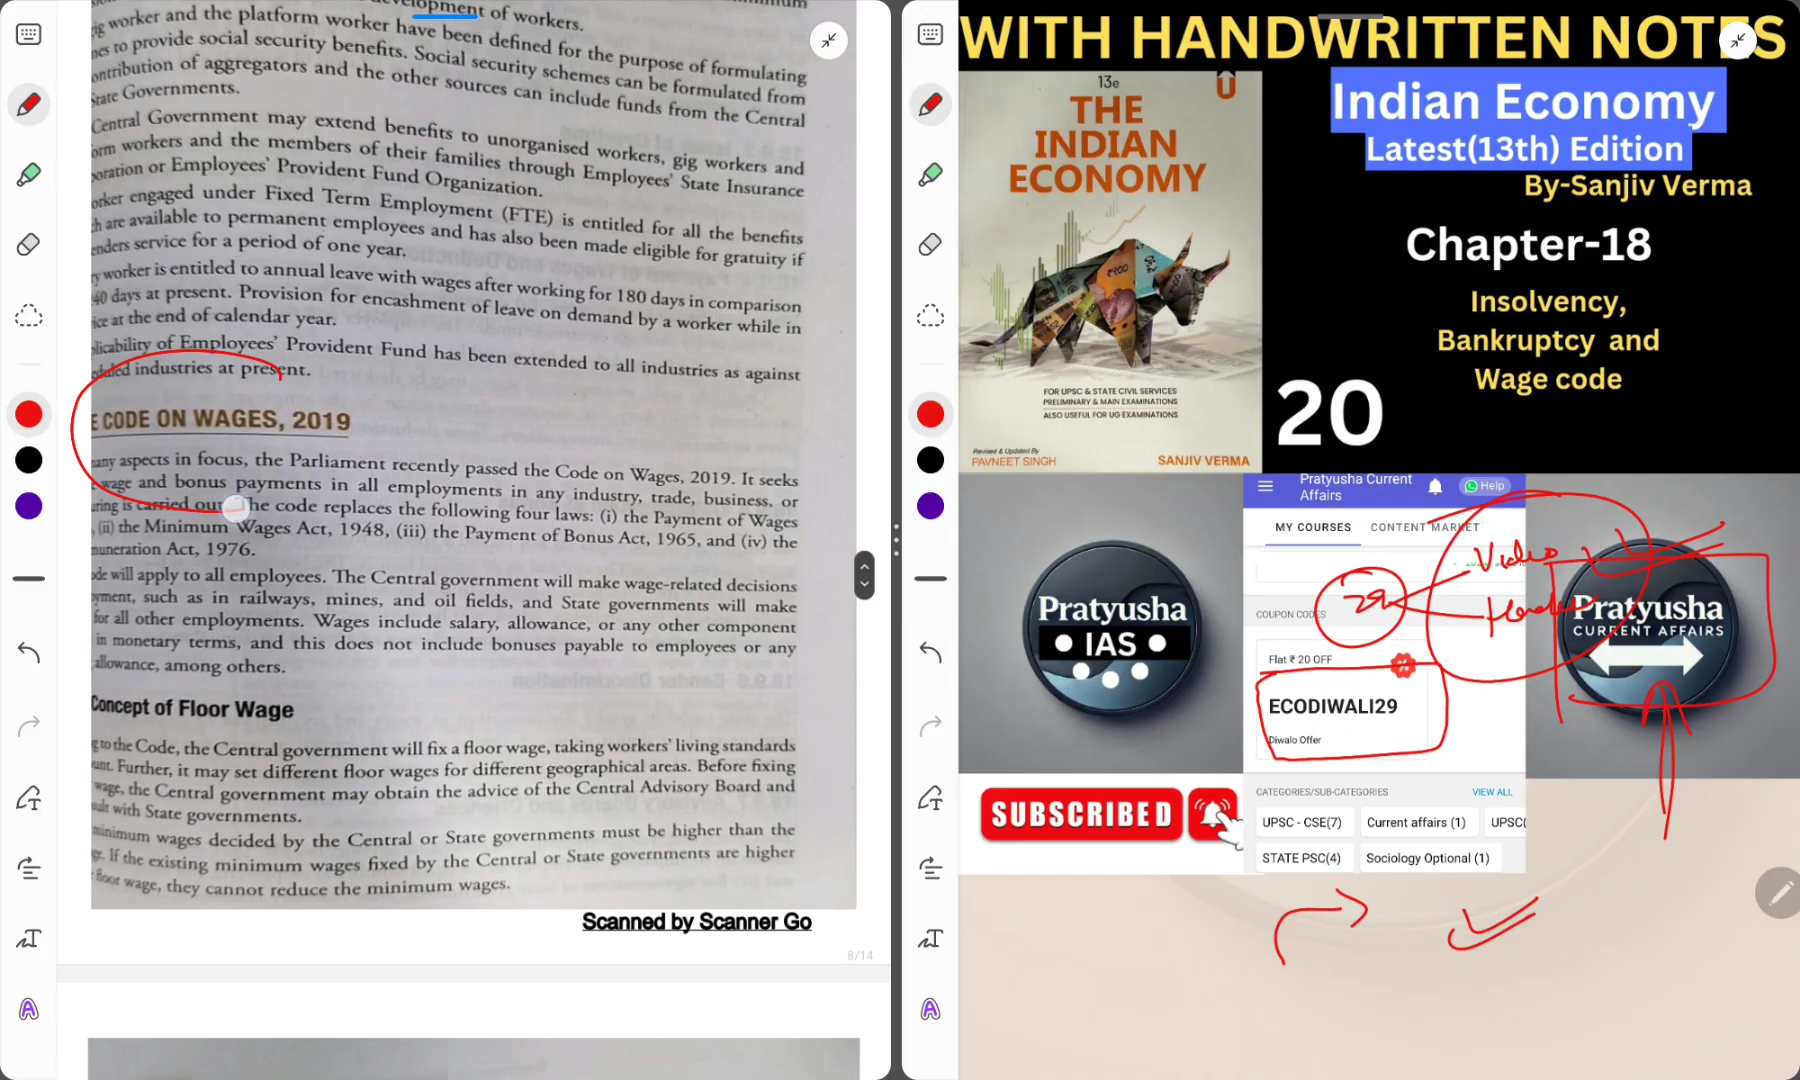 velopment of workers.
gig worker and the platform worker have been defined for the purpose of formulating
mes to provide social security benefits. Social security schemes can be formulated from
ontribution of aggregators and the other sources can include funds from the Central
State Governments.
Central Government may extend benefits to unorganised workers, gig workers and
orm workers and the members of their families through Employees' State Insurance
poration or Employees' Provident Fund Organization.
orker engaged under Fixed Term Employment (FTE) is entitled for all the benefits
ch are available to permanent employees and has also been made eligible for gratuity if
enders service for a period of one year.
y worker is entitled to annual leave with wages after working for 180 days in comparison
40 days at present. Provision for encashment of leave on demand by a worker while in
ice at the end of calendar year.
plicability of Employees' Provident Fund has been extended to all industries as against
eduled industries at present.
E CODE ON WAGES, 2019
many aspects in focus, the Parliament recently passed the Code on Wages, 2019. It seeks
wage and bonus payments in all employments in any industry, trade, business, or
uring is carried out. The code replaces the following four laws: (i) the Payment of Wages
, (ii) the Minimum Wages Act, 1948, (iii) the Payment of Bonus Act, 1965, and (iv) the
muneration Act, 1976.
ode will apply to all employees. The Central government will make wage-related decisions
oyment, such as in railways, mines, and oil fields, and State governments will make
for all other employments. Wages include salary, allowance, or any other component
in monetary terms, and this does not include bonuses payable to employees or any
allowance, among others.
Concept of Floor Wage
g to the Code, the Central government will fix a floor wage, taking workers' living standards
ount. Further, it may set different floor wages for different geographical areas. Before fixing
wage, the Central government may obtain the advice of the Central Advisory Board and
sult with State governments.
minimum wages decided by the Central or State governments must be higher than the
ge. If the existing minimum wages fixed by the Central or State governments are higher
floor wage, they cannot reduce the minimum wages.
Scanned by Scanner Go
8/14
WITH HANDWRITTEN NOTES
13e
THE
INDIAN
ECONOMY
FOR UPSC & STATE CIVIL SERVICES
PRELIMINARY & MAIN EXAMINATIONS
ALSO USEFUL FOR UG EXAMINATIONS
Revised & Updated By
PAVNEET SINGH
SANJIV VERMA
Indian Economy
Latest(13th) Edition
By-Sanjiv Verma
Chapter-18
Insolvency,
Bankruptcy and
Wage code
20
Pratyusha
IAS
Pratyusha Current
Affairs
Help
MY COURSES
CONTENT MARKET
COUPON CODES
Flat ₹ 20 OFF
ECODIWALI29
Diwalo Offer
CATEGORIES/SUB-CATEGORIES
VIEW ALL
UPSC - CSE(7)
Current affairs (1)
UPSC(
STATE PSC(4)
Sociology Optional (1)
29
Video
Pratyusha
CURRENT AFFAIRS
SUBSCRIBED